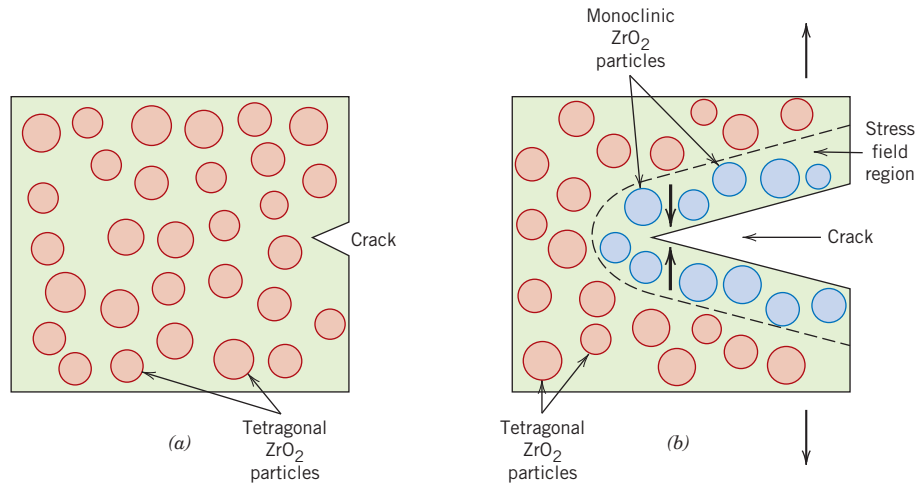 Crack
Tetragonal
ZrO2
particles
(a)
Monoclinic
ZrO2
particles
Stress
field
region
Crack
Tetragonal
ZrO2
particles
(b)